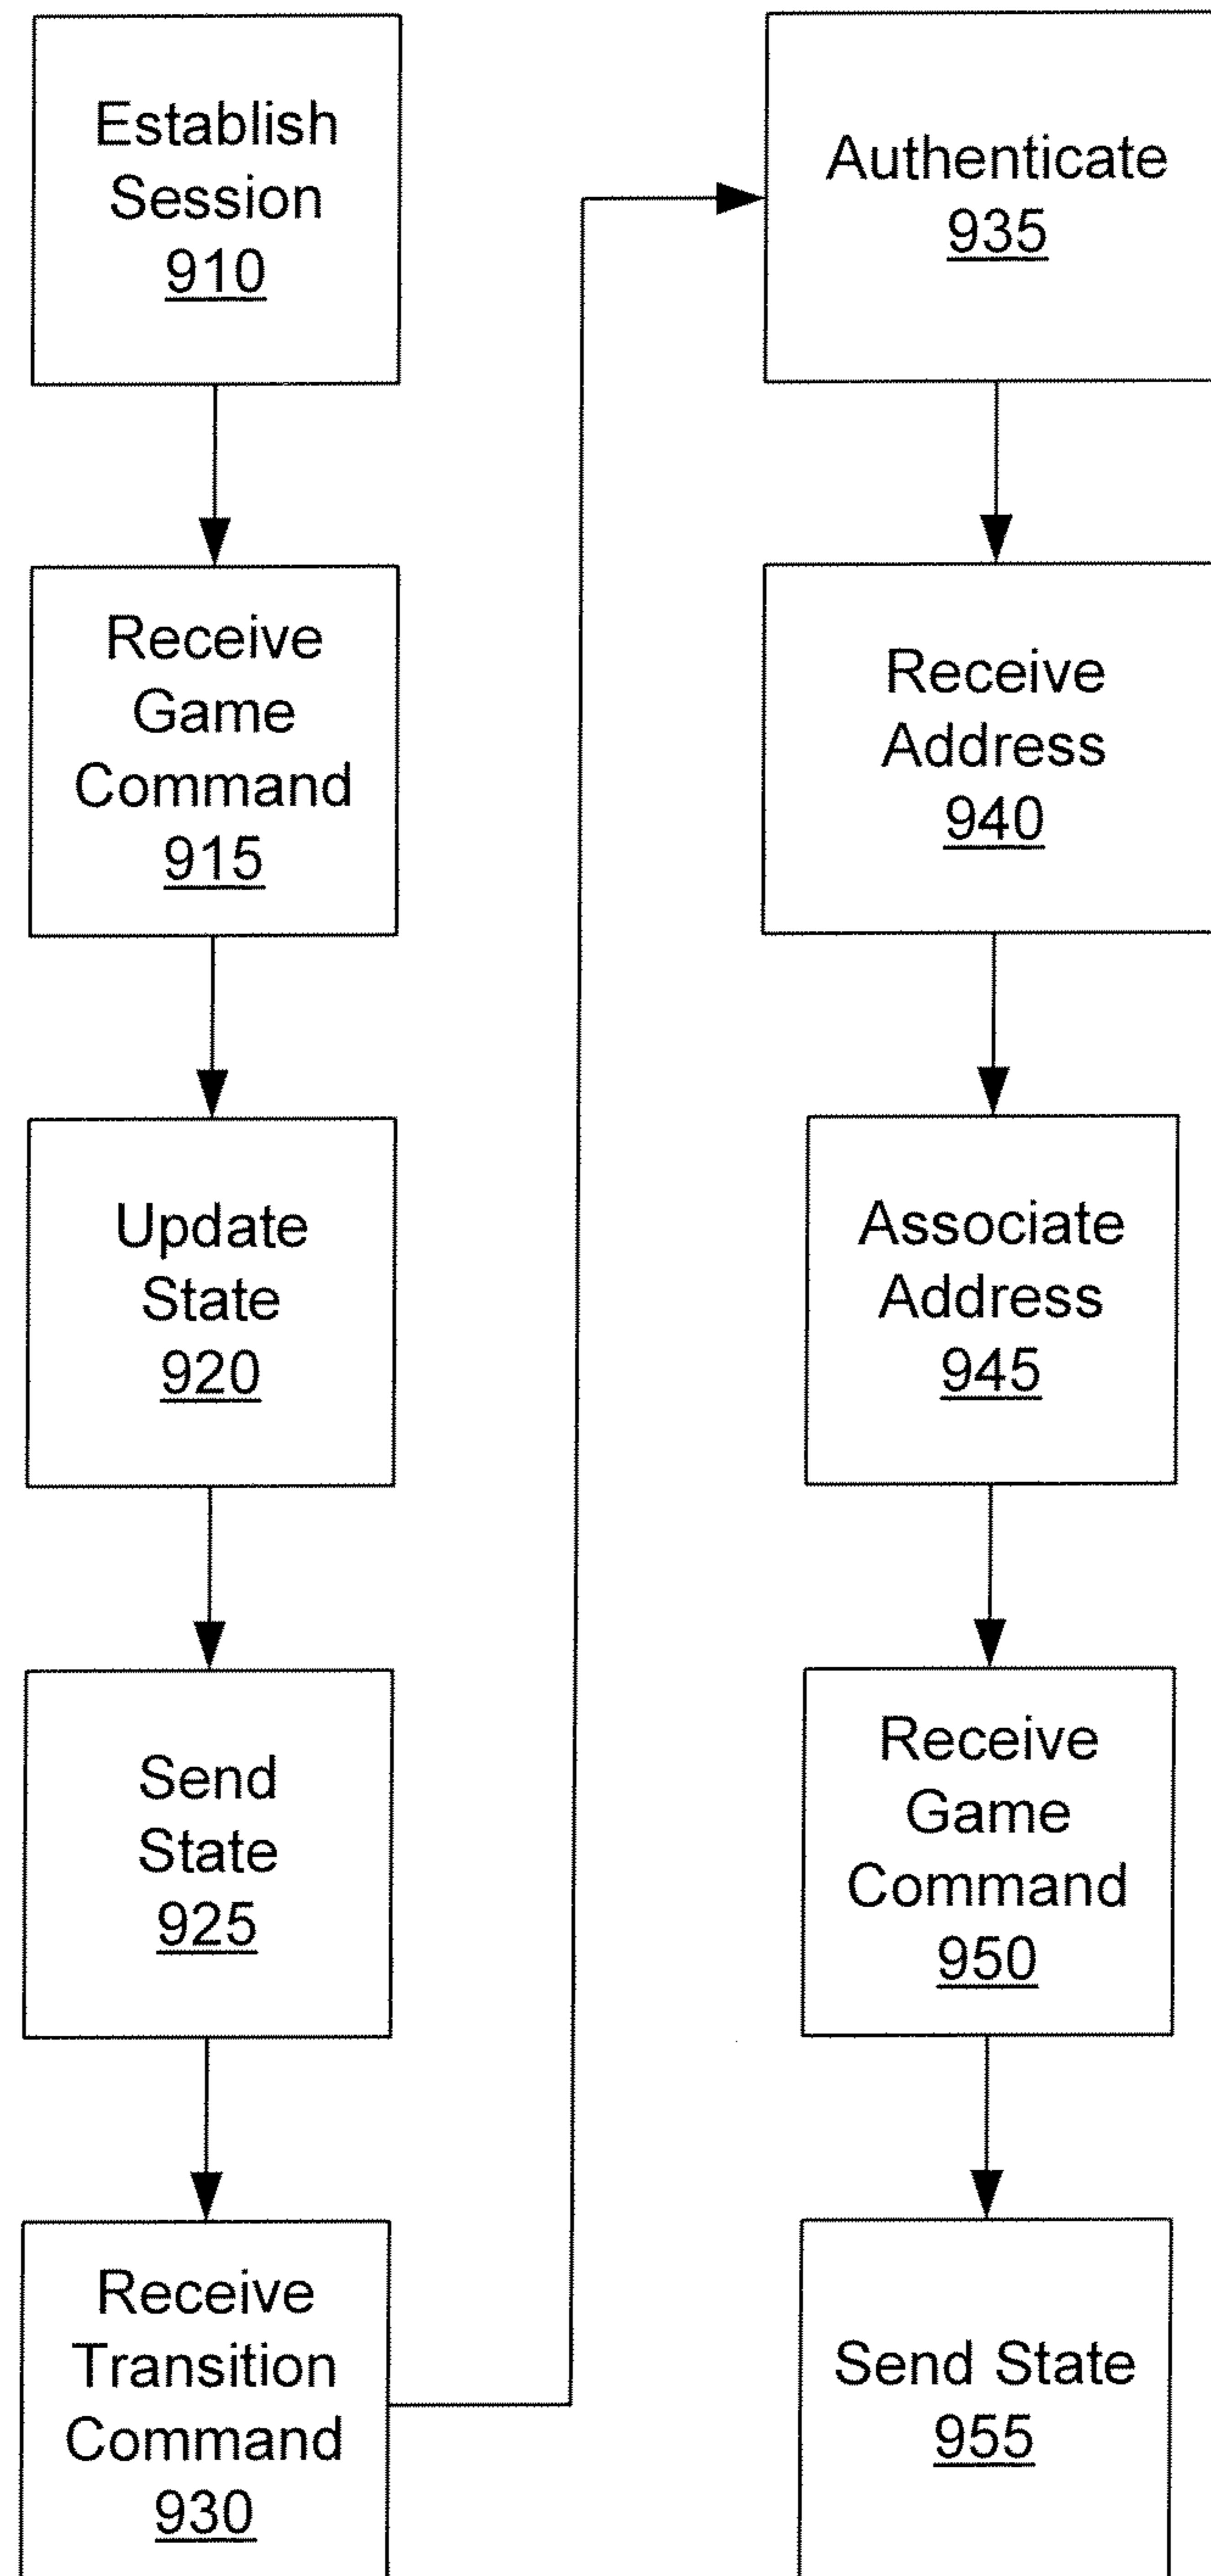 Establish
Session
910
Receive
Game
Command
915
Update
State
920
Send
State
925
Receive
Transition
Command
930
Authenticate
935
Receive
Address
940
Associate
Address
945
Receive
Game
Command
950
Send State
955